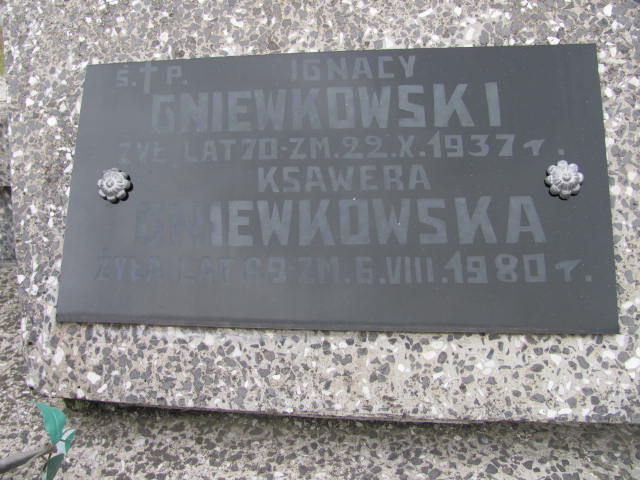 Ś.†P. IGNACY
GNIEWKOWSKI
ŻYŁ LAT 70-ZM.22.X.1937 r.
KSAWERA
GNIEWKOWSKA
ŻYŁA LAT 89-ZM.6.VIII.1980 r.